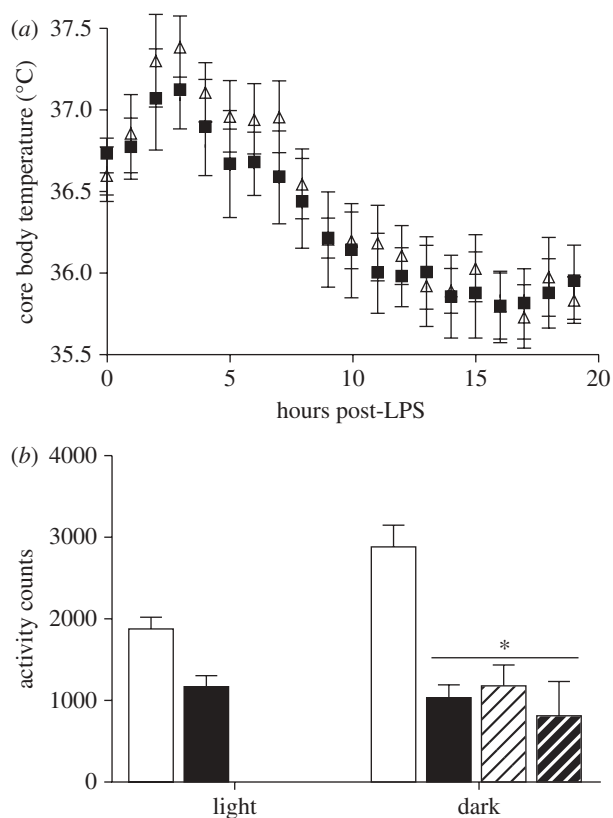 (a)
37.5
37.0
36.5
36.0
35.5
core body temperature (°C)
0 5 10 15 20
hours post-LPS
(b)
4000
3000
2000
1000
0
activity counts
*
light dark